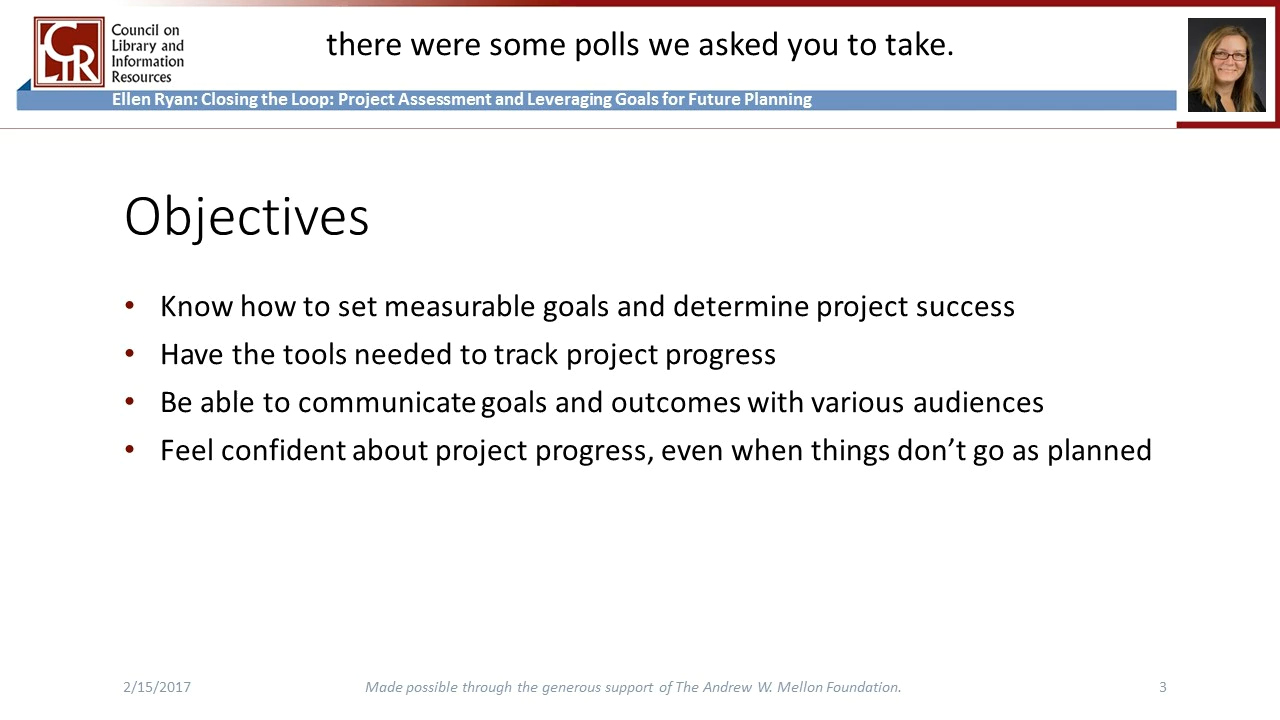 CLIR
Council on
Library and
Information
Resources
there were some polls we asked you to take.
Ellen Ryan: Closing the Loop: Project Assessment and Leveraging Goals for Future Planning
Objectives
• Know how to set measurable goals and determine project success
• Have the tools needed to track project progress
• Be able to communicate goals and outcomes with various audiences
• Feel confident about project progress, even when things don’t go as planned
2/15/2017
Made possible through the generous support of The Andrew W. Mellon Foundation.
3